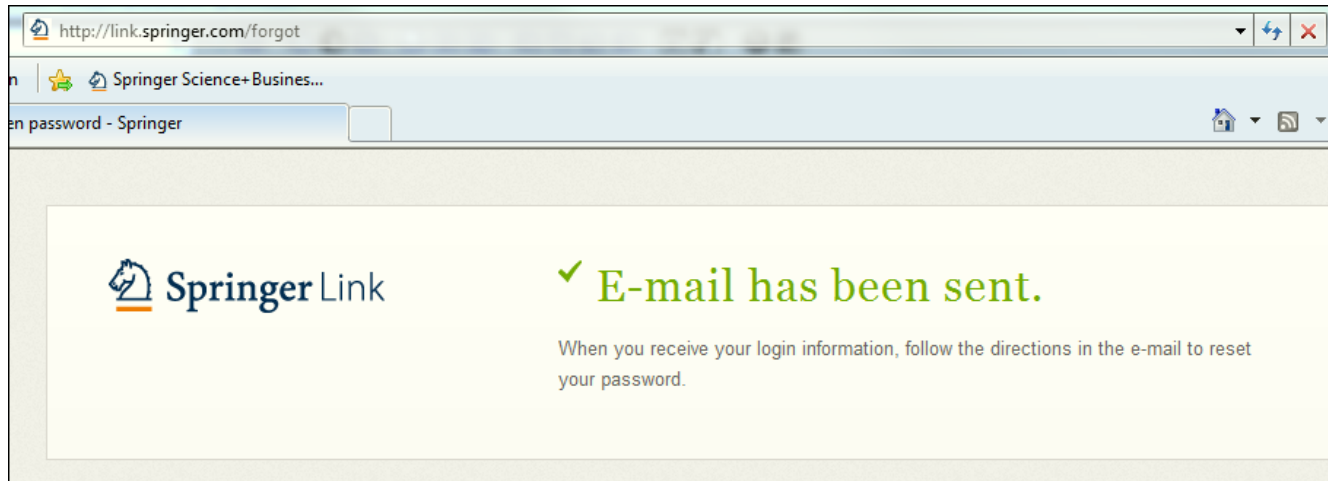 http://link.springer.com/forgot
n
Springer Science+Busines...
en password - Springer
Springer Link
E-mail has been sent.
When you receive your login information, follow the directions in the e-mail to reset
your password.